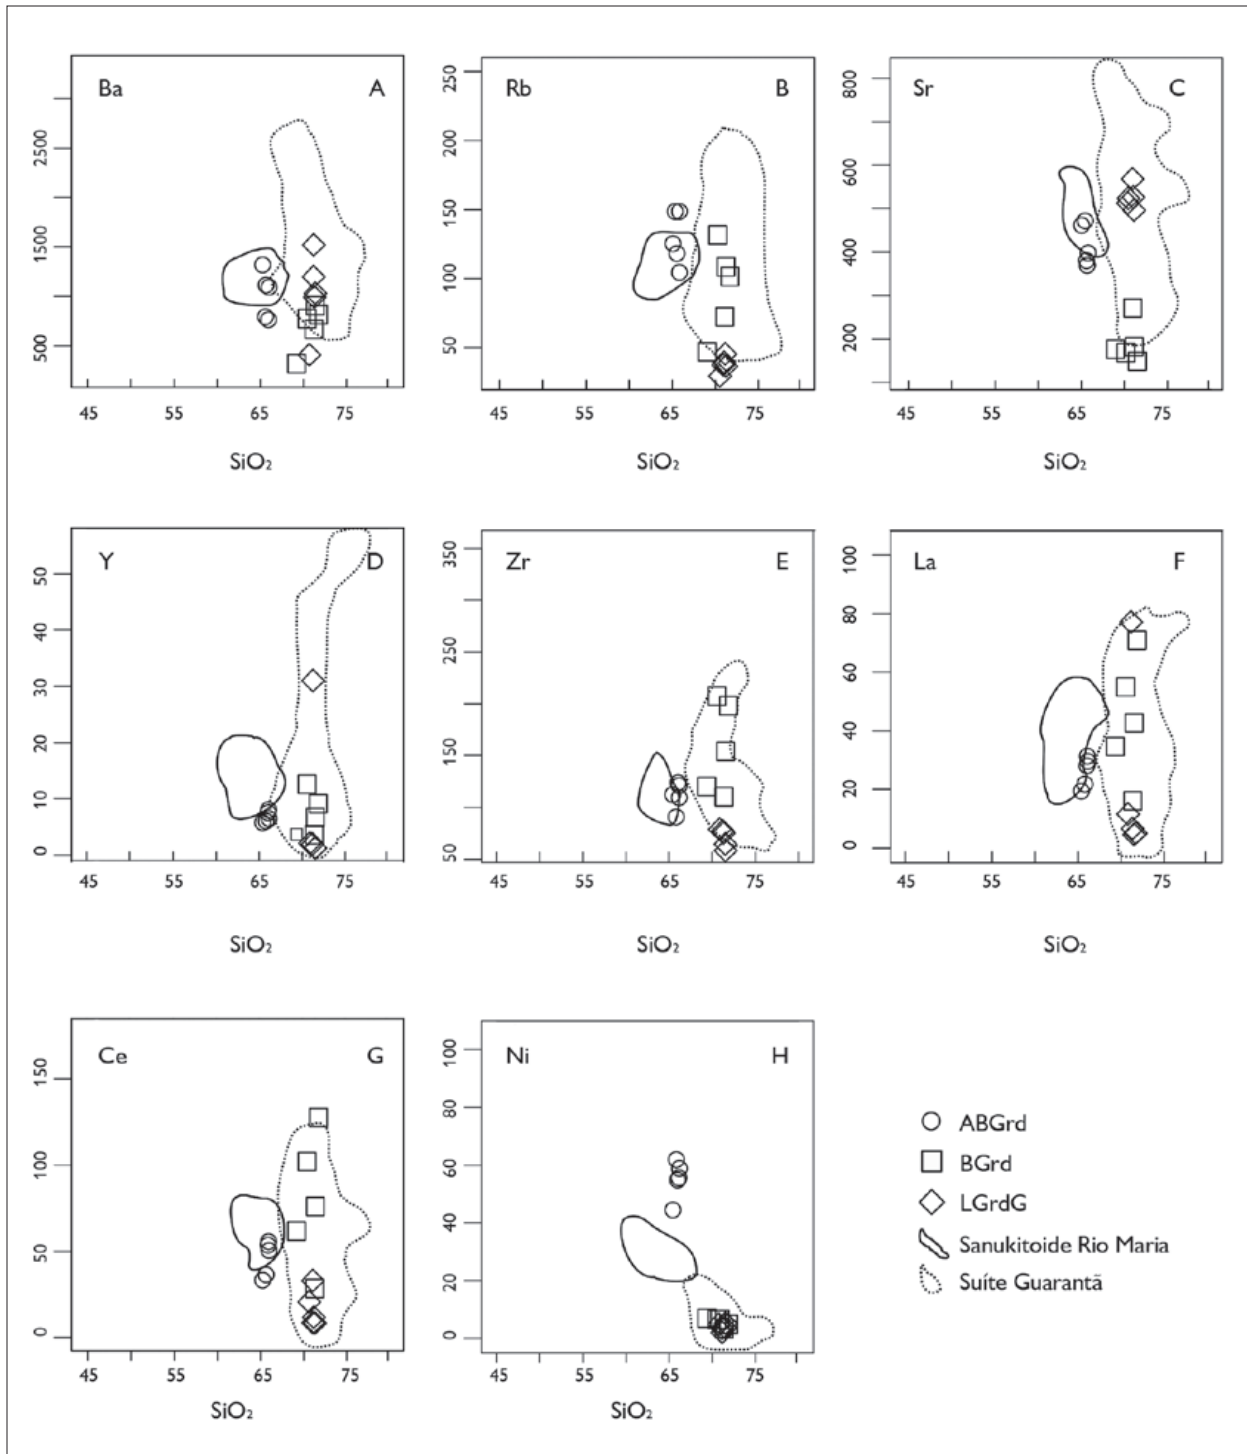 Ba A
500 1500 2500
45 55 65 75
SiO₂
Rb B
50 100 150 200 250
45 55 65 75
SiO₂
Sr C
200 400 600 800
45 55 65 75
SiO₂
Y D
0 10 20 30 40 50
45 55 65 75
SiO₂
Zr E
50 150 250 350
45 55 65 75
SiO₂
La F
0 20 40 60 80 100
45 55 65 75
SiO₂
Ce G
0 50 100 150
45 55 65 75
SiO₂
Ni H
0 20 40 60 80 100
45 55 65 75
SiO₂
ABGrd
BGrd
LGrdG
Sanukitoide Rio Maria
Suíte Guarantã